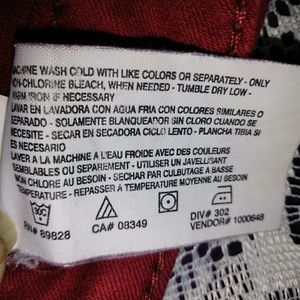 MACHINE WASH COLD WITH LIKE COLORS OR SEPARATELY - ONLY
NON-CHLORINE BLEACH, WHEN NEEDED - TUMBLE DRY LOW -
WARM IRON IF NECESSARY
LAVAR EN LAVADORA CON AGUA FRIA CON COLORES SIMILARES O
SEPARADO - SOLAMENTE BLANQUEADOR SIN CLORO CUANDO SE
NECESITE - SECAR EN SECADORA CICLO LENTO - PLANCHA TIBIA SI
ES NECESARIO
LAVER A LA MACHINE A L'EAU FROIDE AVEC DES COULEURS
SEMBLABLES OU SEPAREMENT - UTILISER UN JAVELLISANT
NON CHLORE AU BESOIN - SECHAR PAR CULBUTAGE A BASSE
TEMPERATURE - REPASSER A TEMPERATURE MOYENNE AU BESOIN
30C
RN# 89828 CA# 08349 DIV# 302
VENDOR# 1000648